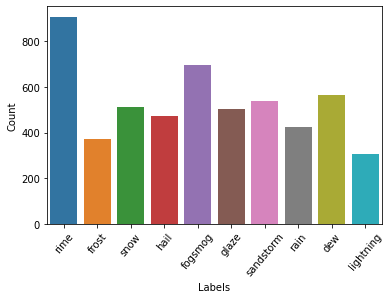 800
600
400
200
0
Count
rime
frost
snow
hail
fogsmog
glaze
sandstorm
rain
dew
lightning
Labels